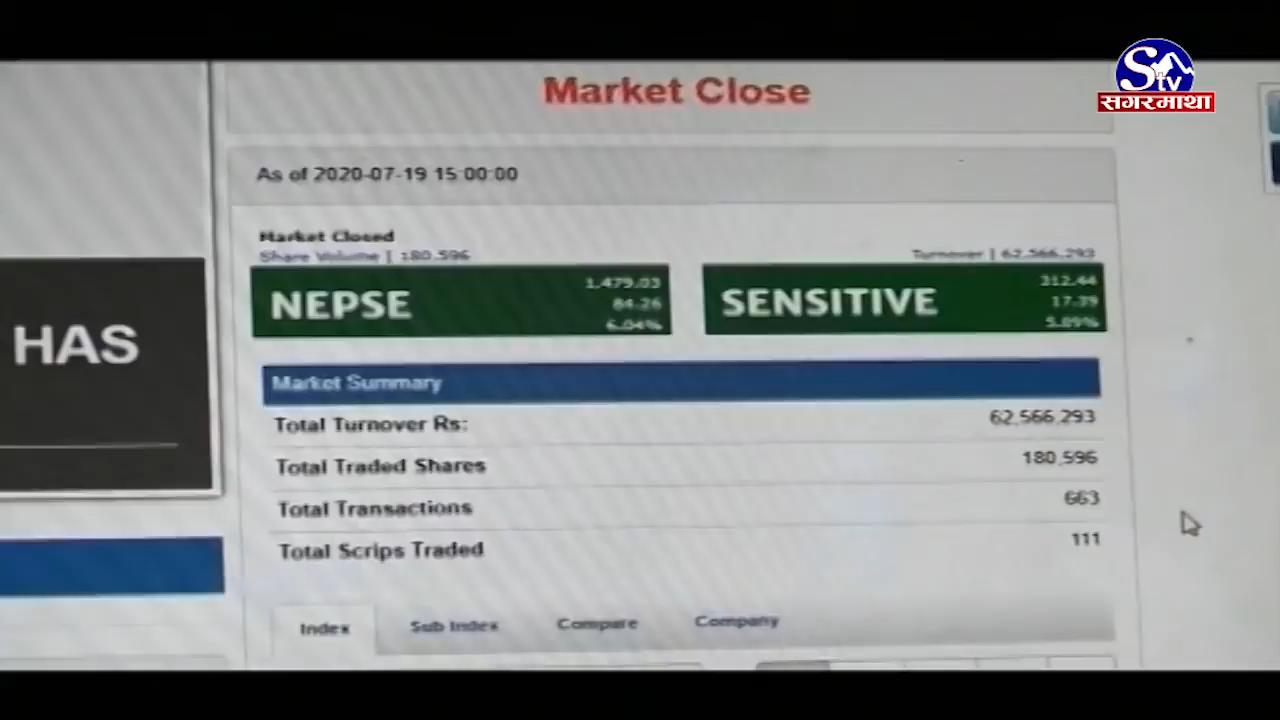 S
tv
सगरमाथा
Market Close
As of 2020-07-19 15:00:00
Market Closed
Share Volume | 180,596
Turnover | 62,566,293
NEPSE
1,479.03
84.26
6.04%
SENSITIVE
312.44
17.39
5.89%
HAS
Market Summary
Total Turnover Rs: 62,566,293
Total Traded Shares 180,596
Total Transactions 663
Total Scrips Traded 111
Index Sub Index Compare Company